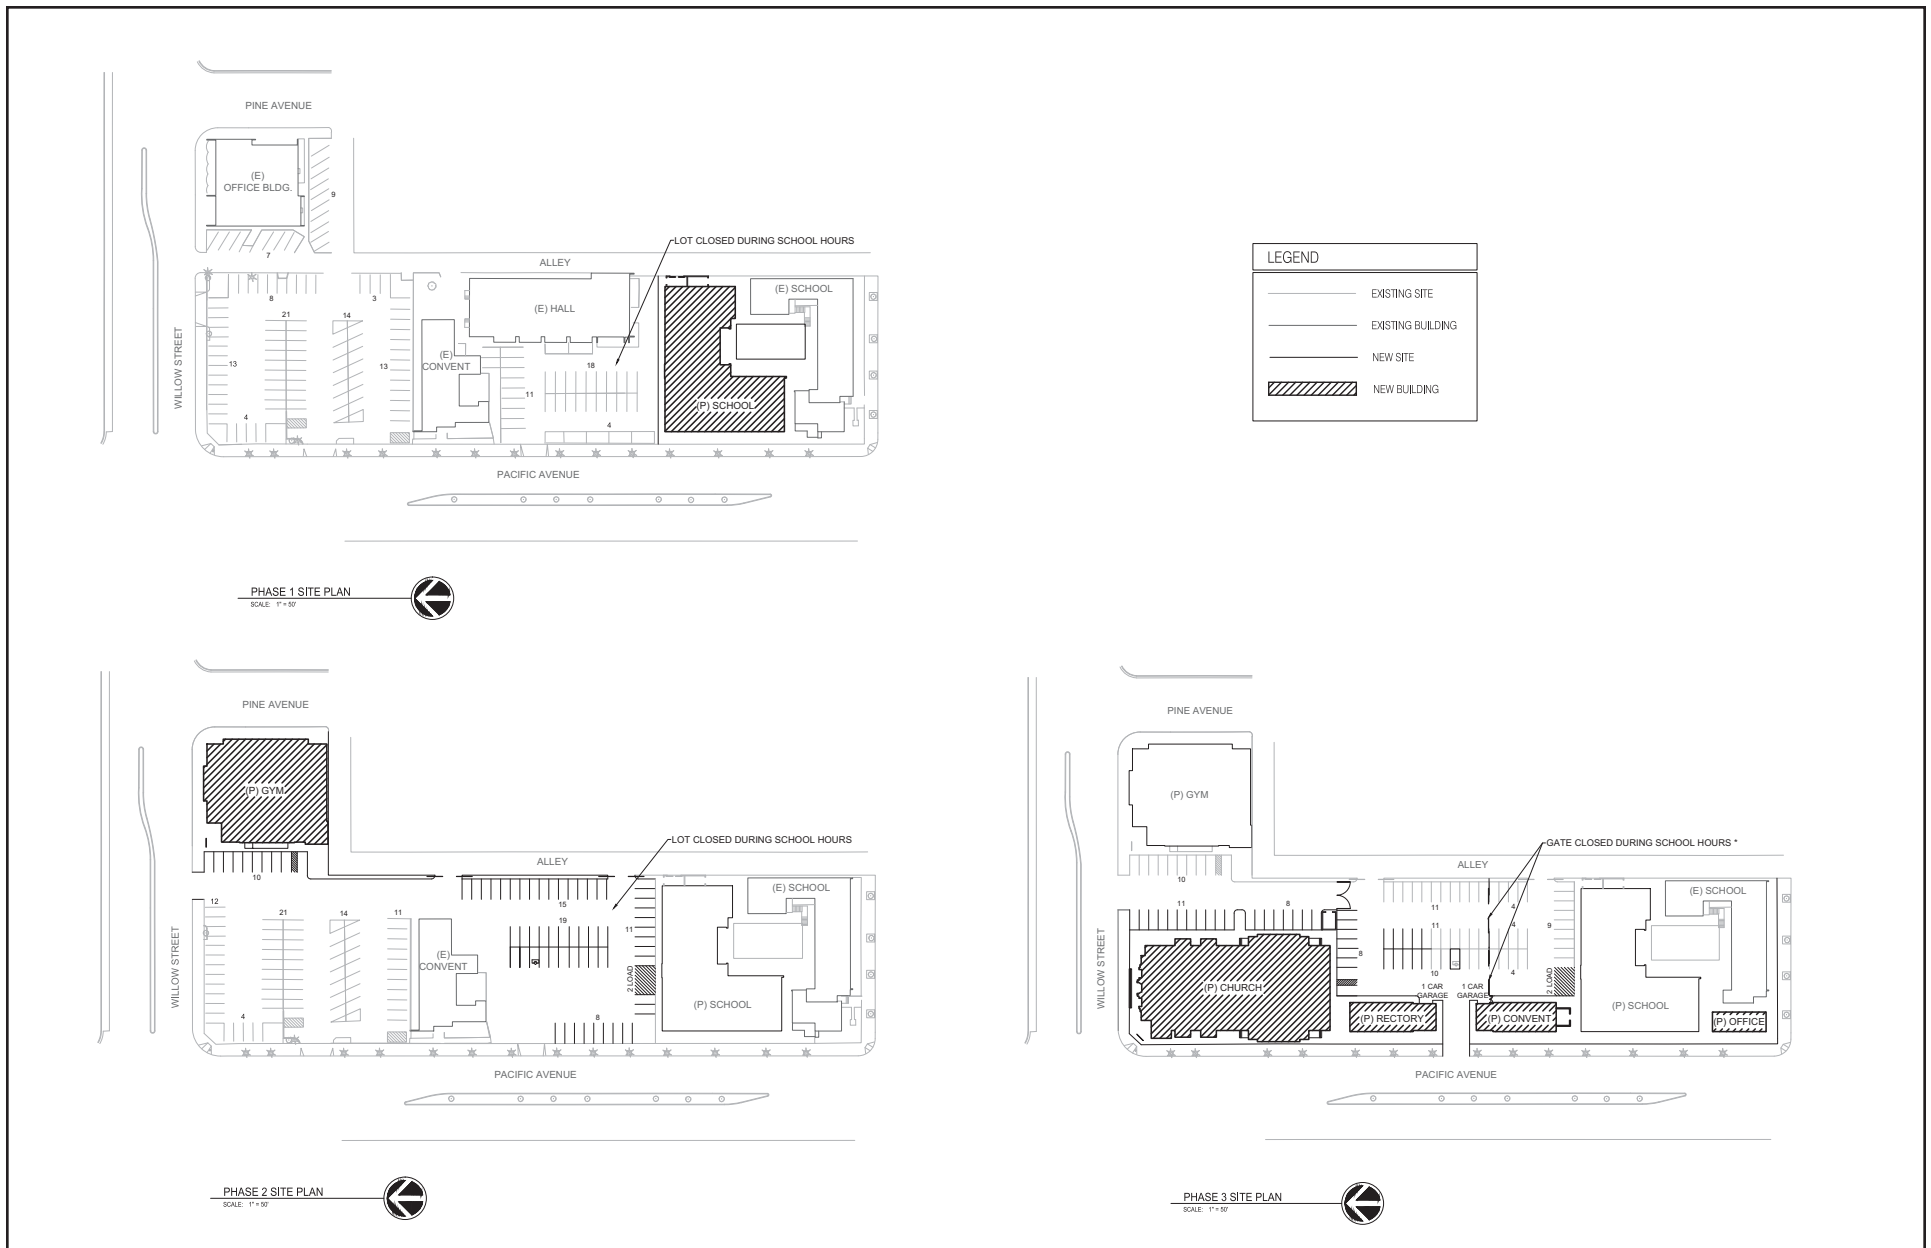 PINE AVENUE
(E)
OFFICE BLDG.
9
7
LOT CLOSED DURING SCHOOL HOURS
ALLEY
8
3
21
14
13
13
4
WILLOW STREET
(E) HALL
(E)
CONVENT
18
11
4
(P) SCHOOL
(E) SCHOOL
PACIFIC AVENUE
PHASE 1 SITE PLAN
SCALE: 1" = 50'
LEGEND
EXISTING SITE
EXISTING BUILDING
NEW SITE
NEW BUILDING
PINE AVENUE
(P) GYM
LOT CLOSED DURING SCHOOL HOURS
ALLEY
10
12
21
14
11
4
WILLOW STREET
(E)
CONVENT
15
19
11
2 LOAD
8
(P) SCHOOL
(E) SCHOOL
PACIFIC AVENUE
PHASE 2 SITE PLAN
SCALE: 1" = 50'
PINE AVENUE
(P) GYM
GATE CLOSED DURING SCHOOL HOURS *
ALLEY
10
11
8
11
4
11
4
9
8
10
4
2 LOAD
WILLOW STREET
(P) CHURCH
1 CAR
GARAGE
1 CAR
GARAGE
(P) RECTORY
(P) CONVENT
(P) SCHOOL
(E) SCHOOL
(P) OFFICE
PACIFIC AVENUE
PHASE 3 SITE PLAN
SCALE: 1" = 50'